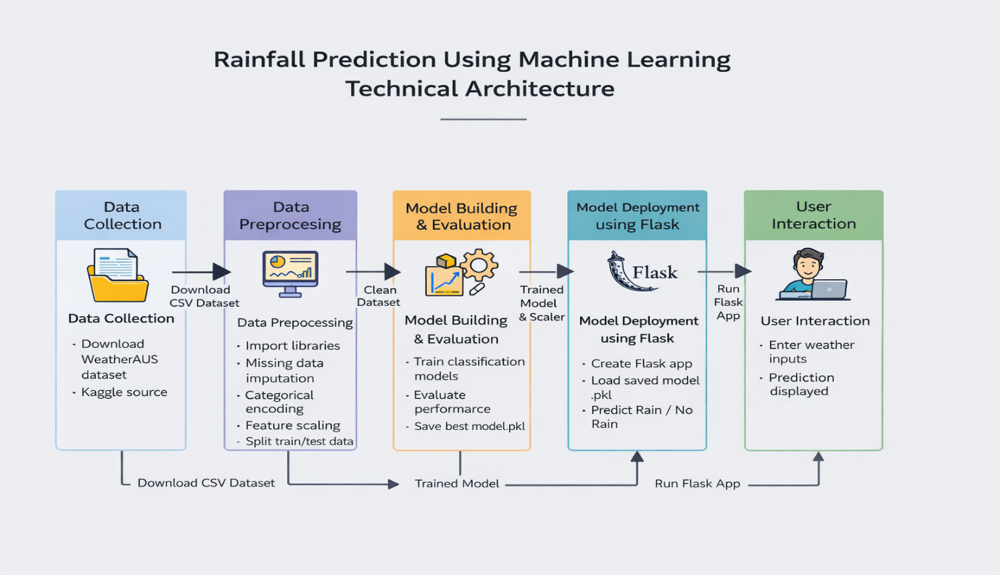 Rainfall Prediction Using Machine Learning
Technical Architecture
Data
Collection
Data Collection
· Download
WeatherAUS
dataset
· Kaggle source
Download
CSV Dataset
Data
Preprocesing
Data Prepocessing
· Import libraries
· Missing data
imputation
· Categorical
encoding
· Feature scaling
- Split train/test data
Clean
Dataset
Model Building
& Evaluation
Model Building
& Evaluation
· Train classification
models
· Evaluate
performarce
· Save best model.pkl
Trained
Model
& Scaler
Model Deployment
using Flask
Flask
Model Deployment
using Flask
· Create Flask app
· Load saved model
.pkl
· Predict Rain / No
Rain
Run
Flask
App
User
Interaction
User Interaction
· Enter weather
inputs
· Prediction
displayed
Download CSV Dataset
Trained Model
Run Flask App